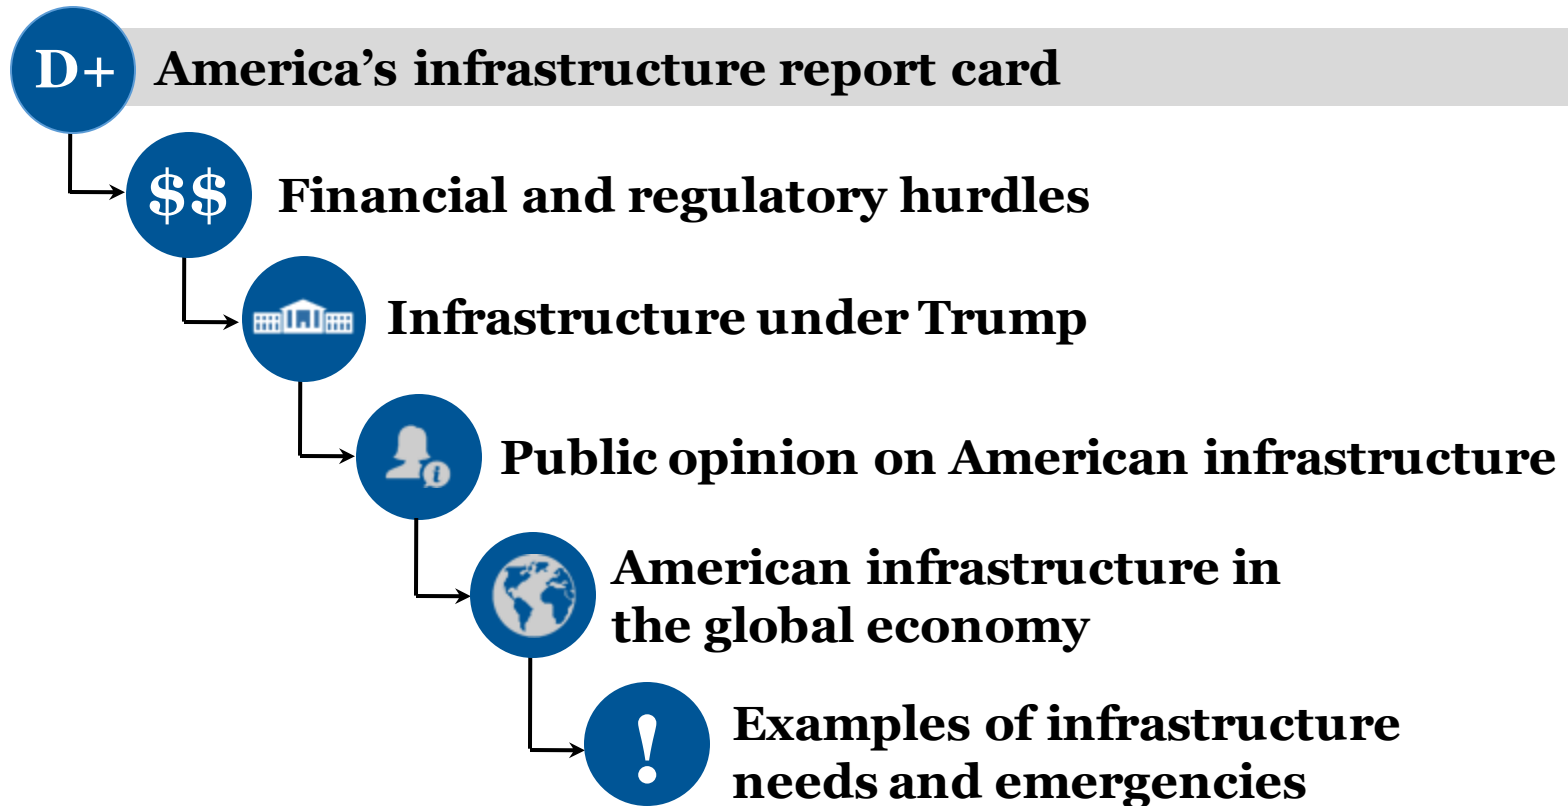 D+ America’s infrastructure report card
$$ Financial and regulatory hurdles
Infrastructure under Trump
i Public opinion on American infrastructure
American infrastructure in
the global economy
! Examples of infrastructure
needs and emergencies